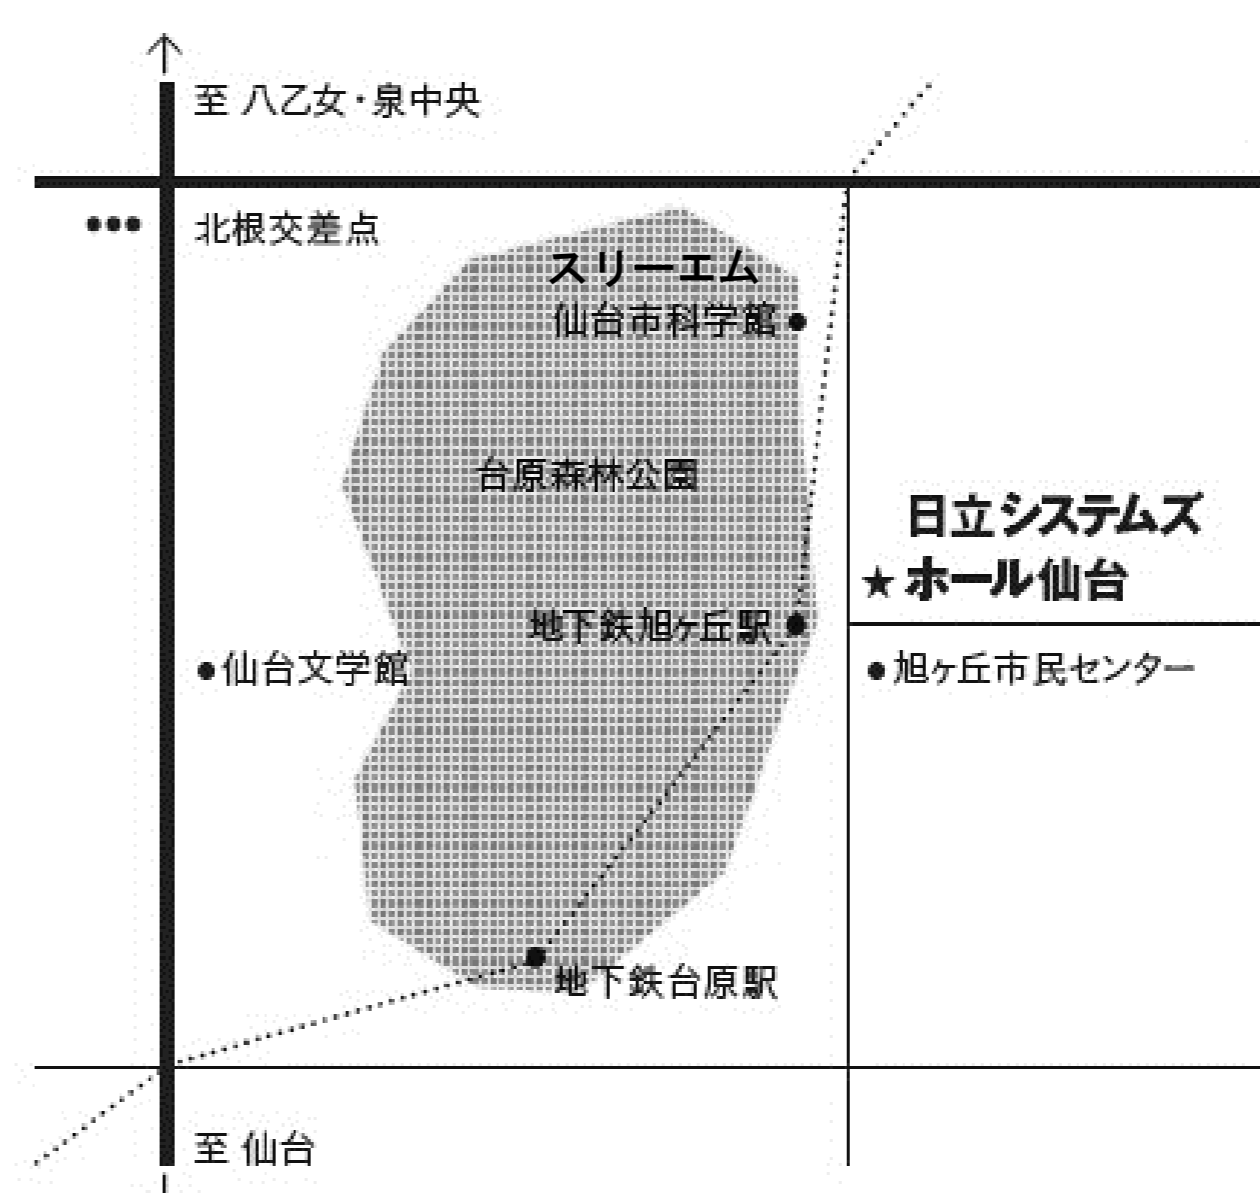 至 八乙女・泉中央
北根交差点
スリーエム
仙台市科学館
台原森林公園
日立システムズ
★ホール仙台
地下鉄旭ヶ丘駅
仙台文学館
旭ヶ丘市民センター
地下鉄台原駅
至 仙台